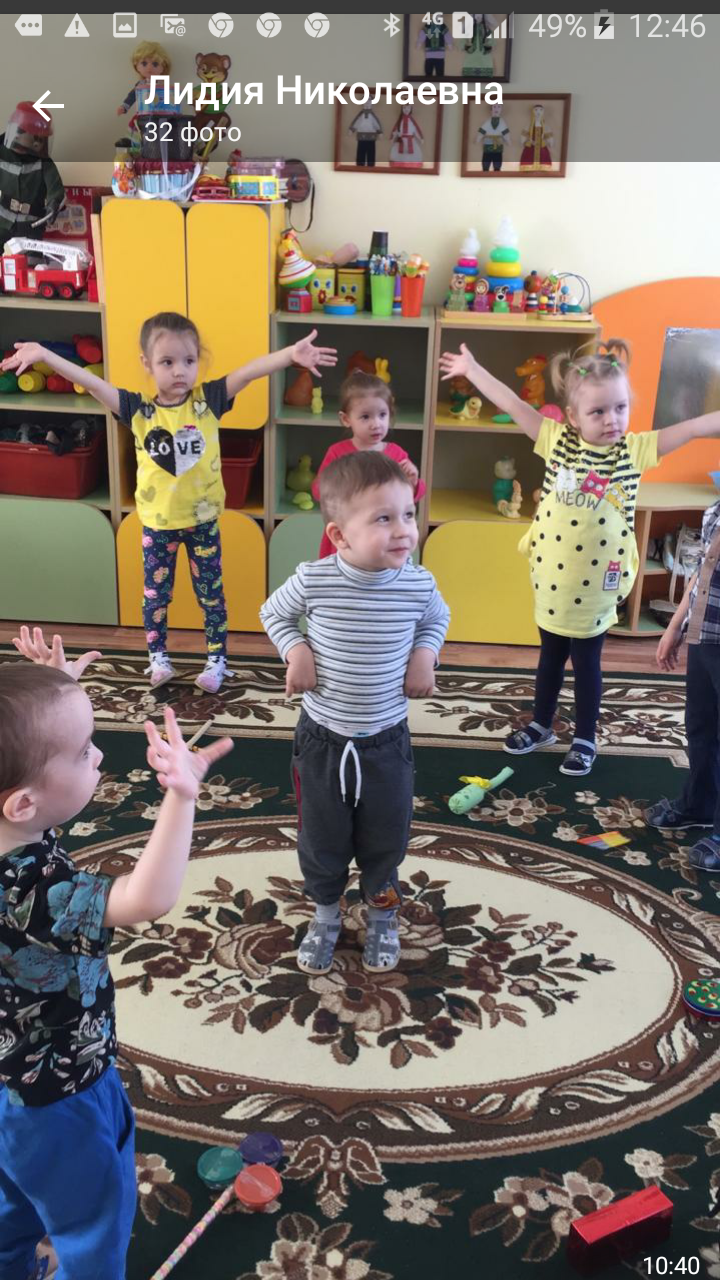 4G 1 49% 12:46
Лидия Николаевна
32 фото
LOVE
MEOW
10:40